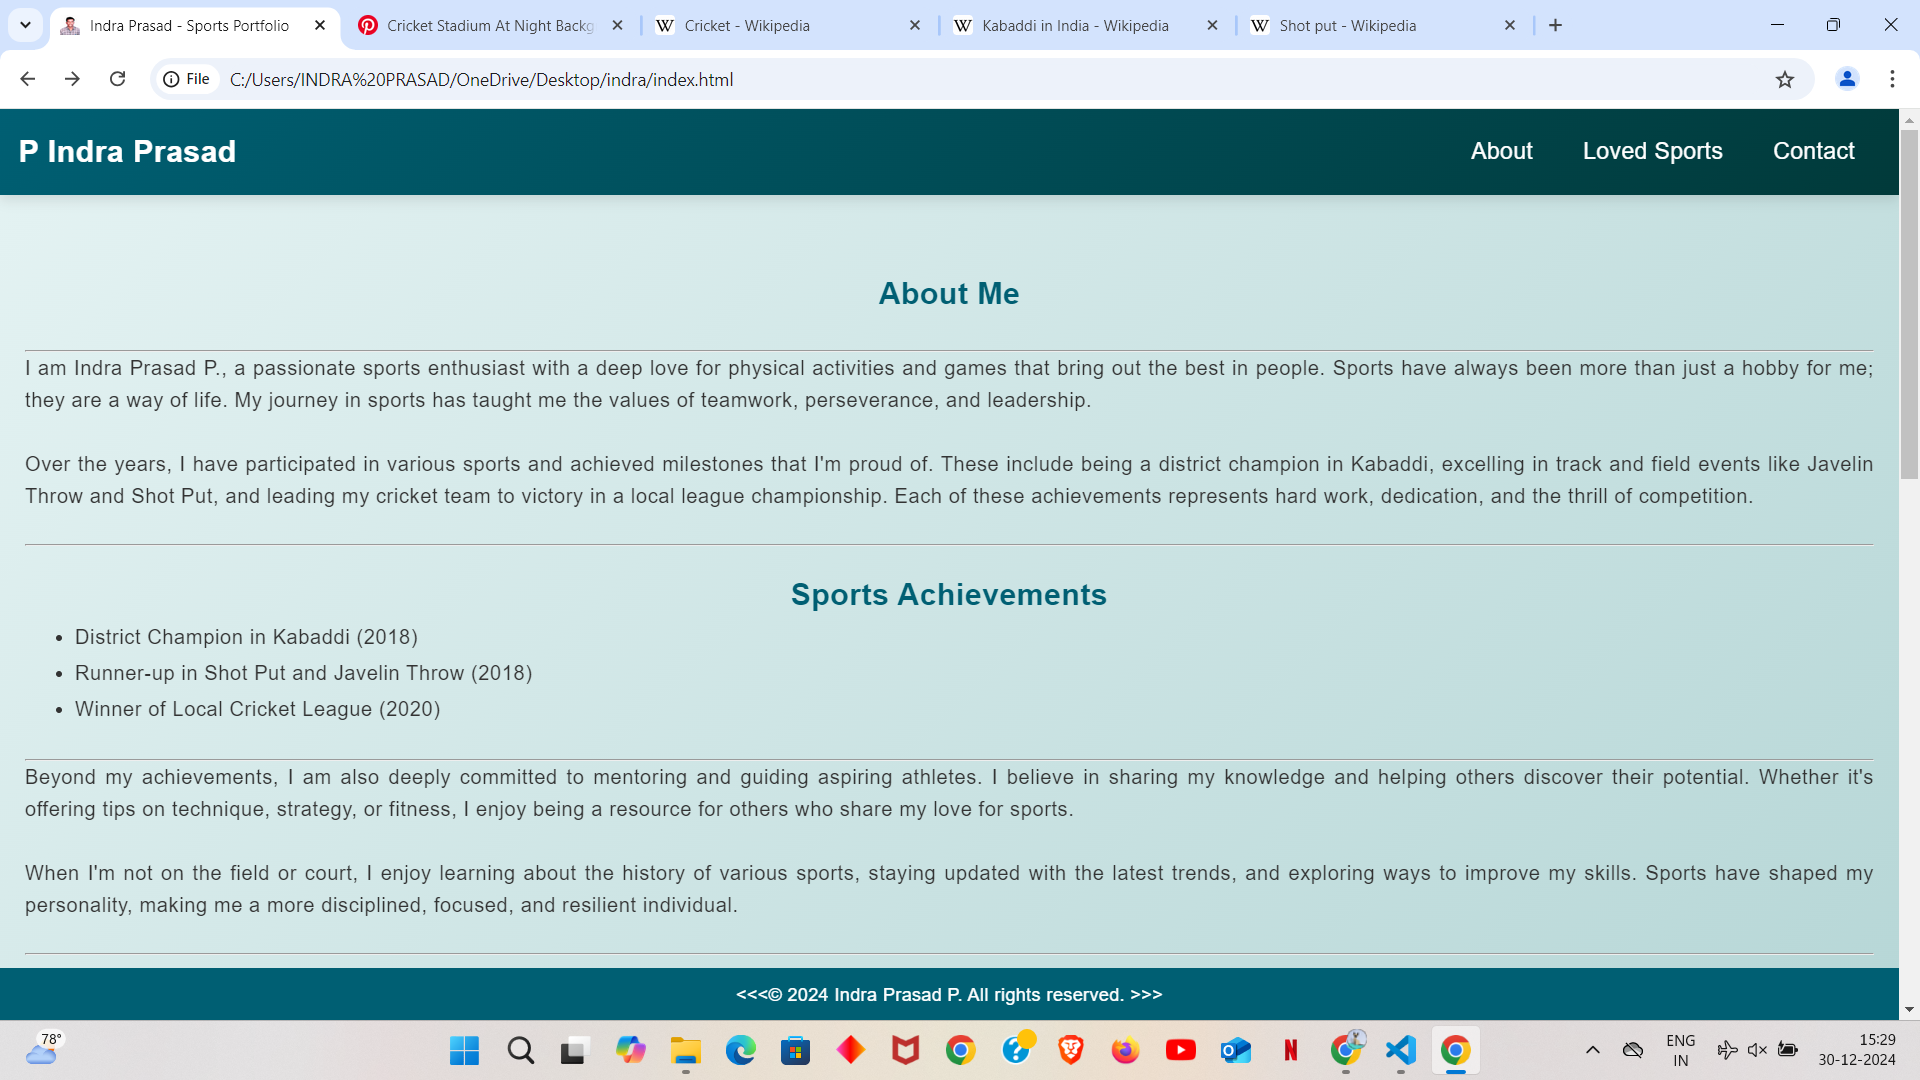 Indra Prasad - Sports Portfolio
Cricket Stadium At Night Backg
W Cricket - Wikipedia
W Kabaddi in India - Wikipedia
W Shot put - Wikipedia
File C:/Users/INDRA%20PRASAD/OneDrive/Desktop/indra/index.html
P Indra Prasad
About Loved Sports Contact
About Me
I am Indra Prasad P., a passionate sports enthusiast with a deep love for physical activities and games that bring out the best in people. Sports have always been more than just a hobby for me;
they are a way of life. My journey in sports has taught me the values of teamwork, perseverance, and leadership.
Over the years, I have participated in various sports and achieved milestones that I'm proud of. These include being a district champion in Kabaddi, excelling in track and field events like Javelin
Throw and Shot Put, and leading my cricket team to victory in a local league championship. Each of these achievements represents hard work, dedication, and the thrill of competition.
Sports Achievements
• District Champion in Kabaddi (2018)
• Runner-up in Shot Put and Javelin Throw (2018)
• Winner of Local Cricket League (2020)
Beyond my achievements, I am also deeply committed to mentoring and guiding aspiring athletes. I believe in sharing my knowledge and helping others discover their potential. Whether it's
offering tips on technique, strategy, or fitness, I enjoy being a resource for others who share my love for sports.
When I'm not on the field or court, I enjoy learning about the history of various sports, staying updated with the latest trends, and exploring ways to improve my skills. Sports have shaped my
personality, making me a more disciplined, focused, and resilient individual.
<<<© 2024 Indra Prasad P. All rights reserved. >>>
78°
ENG
IN
15:29
30-12-2024